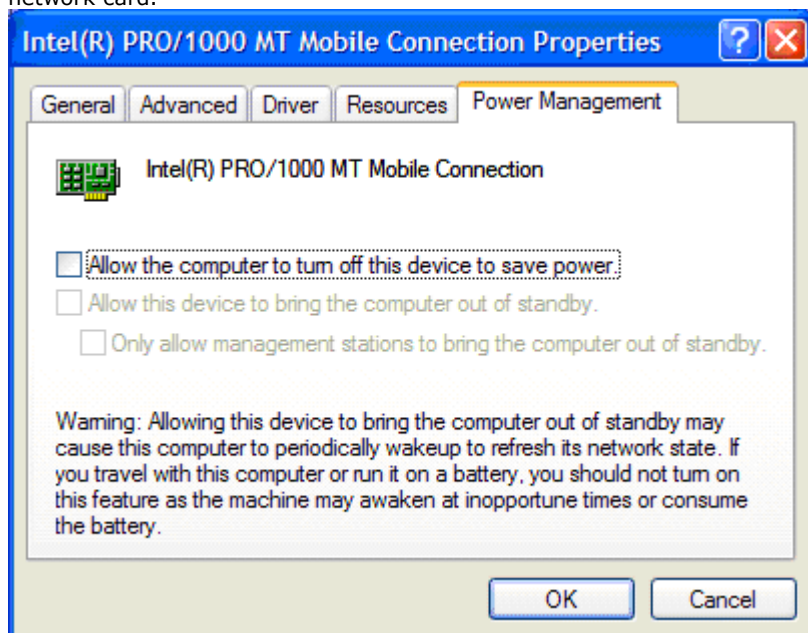 network card.
Intel(R) PRO/1000 MT Mobile Connection Properties
General Advanced Driver Resources Power Management
Intel(R) PRO/1000 MT Mobile Connection
Allow the computer to turn off this device to save power.
Allow this device to bring the computer out of standby.
Only allow management stations to bring the computer out of standby.
Warning: Allowing this device to bring the computer out of standby may
cause this computer to periodically wakeup to refresh its network state. If
you travel with this computer or run it on a battery, you should not turn on
this feature as the machine may awaken at inopportune times or consume
the battery.
OK Cancel